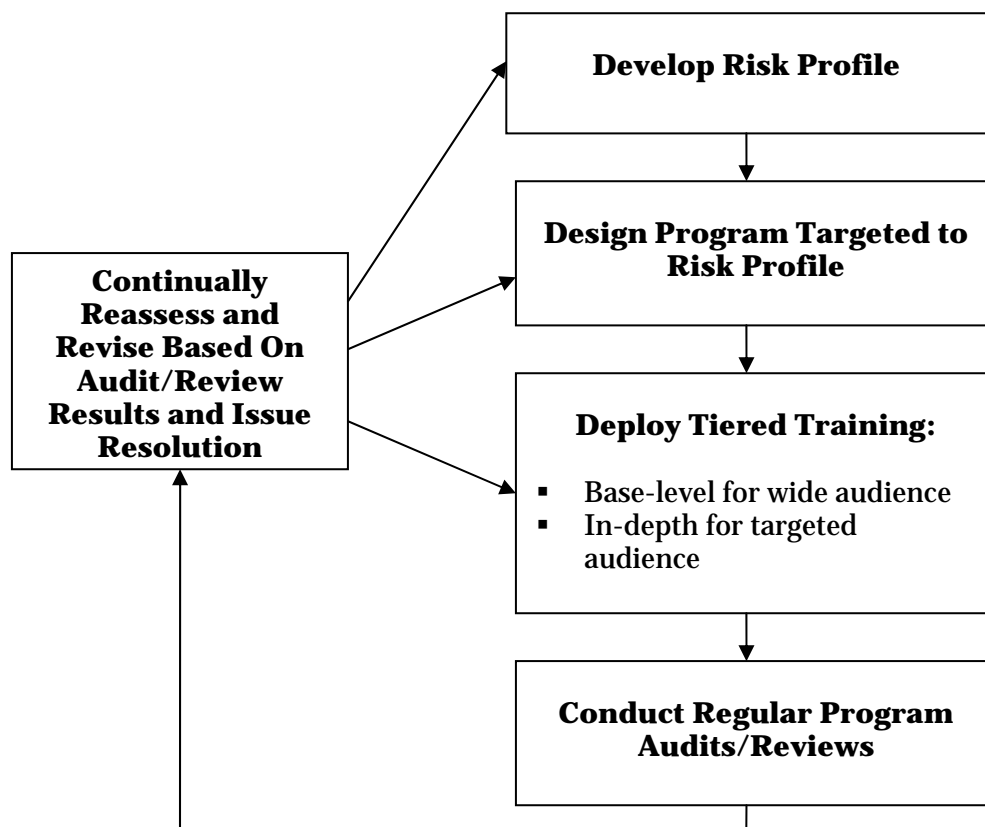 Develop Risk Profile
Design Program Targeted to
Risk Profile
Continually
Reassess and
Revise Based On
Audit/Review
Results and Issue
Resolution
Deploy Tiered Training:
▪ Base-level for wide audience
▪ In-depth for targeted
audience
Conduct Regular Program
Audits/Reviews